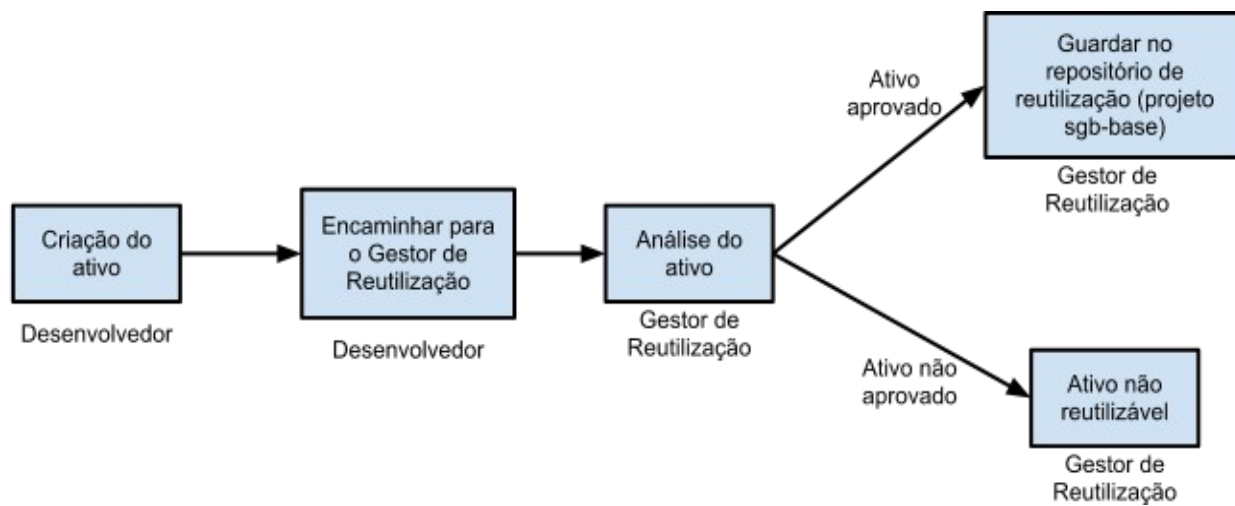 Criação do
ativo
Desenvolvedor
Encaminhar para
o Gestor de
Reutilização
Desenvolvedor
Análise do
ativo
Gestor de
Reutilização
Ativo
aprovado
Guardar no
repositório de
reutilização (projeto
sgb-base)
Gestor de
Reutilização
Ativo não
aprovado
Ativo não
reutilizável
Gestor de
Reutilização